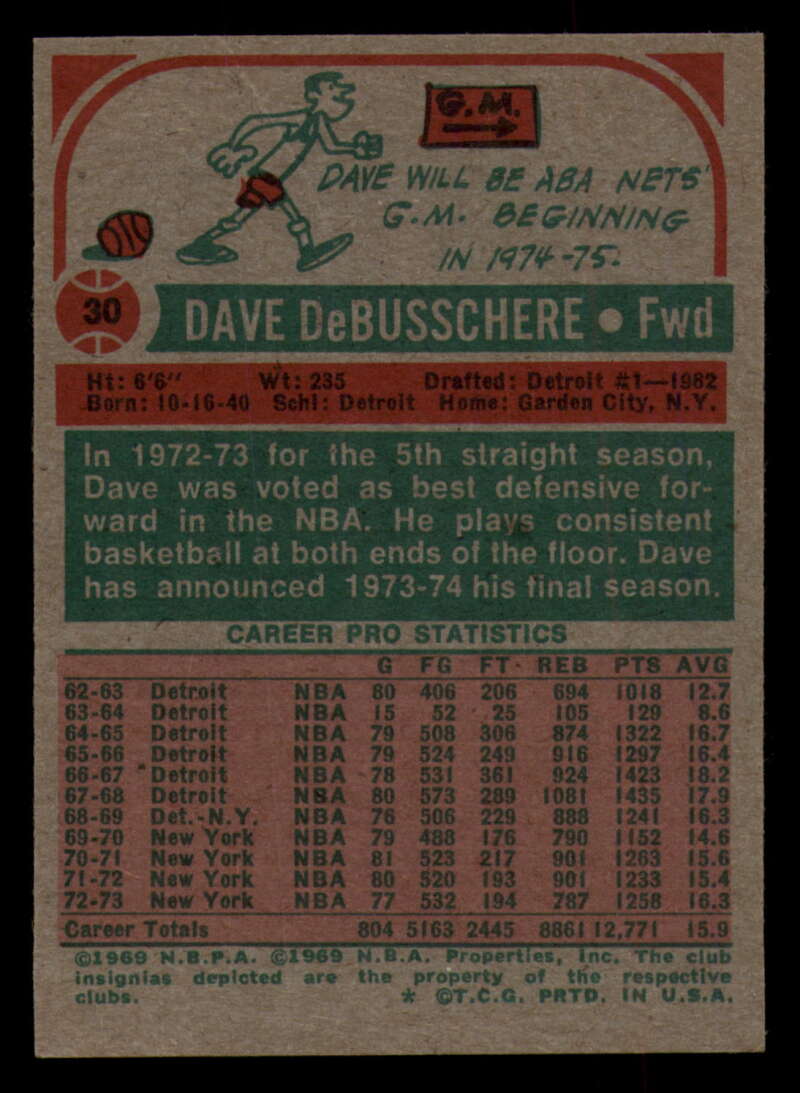 G.M.
DAVE WILL BE ABA NETS'
G.M. BEGINNING
IN 1974-75.
30 DAVE DeBUSSCHERE • Fwd
Ht: 6'6" Wt: 235 Drafted: Detroit #1—1962
Born: 10-16-40 Schl: Detroit Home: Garden City, N.Y.
In 1972-73 for the 5th straight season,
Dave was voted as best defensive for-
ward in the NBA. He plays consistent
basketball at both ends of the floor. Dave
has announced 1973-74 his final season.
CAREER PRO STATISTICS
G FG FT REB PTS AVG
62-63 Detroit NBA 80 406 206 694 1018 12.7
63-64 Detroit NBA 15 52 25 105 129 8.6
64-65 Detroit NBA 79 508 306 874 1322 16.7
65-66 Detroit NBA 79 524 249 916 1297 16.4
66-67 Detroit NBA 78 531 361 924 1423 18.2
67-68 Detroit NBA 80 573 289 1081 1435 17.9
68-69 Det.-N.Y. NBA 76 506 229 888 1241 16.3
69-70 New York NBA 79 488 176 790 1152 14.6
70-71 New York NBA 81 523 217 901 1263 15.6
71-72 New York NBA 80 520 193 901 1233 15.4
72-73 New York NBA 77 532 194 787 1258 16.3
Career Totals 804 5163 2445 8861 12,771 15.9
©1969 N.B.P.A. ©1969 N.B.A. Properties, Inc. The club
insignias depicted are the property of the respective
clubs. * ©T.C.G. PRTD. IN U.S.A.